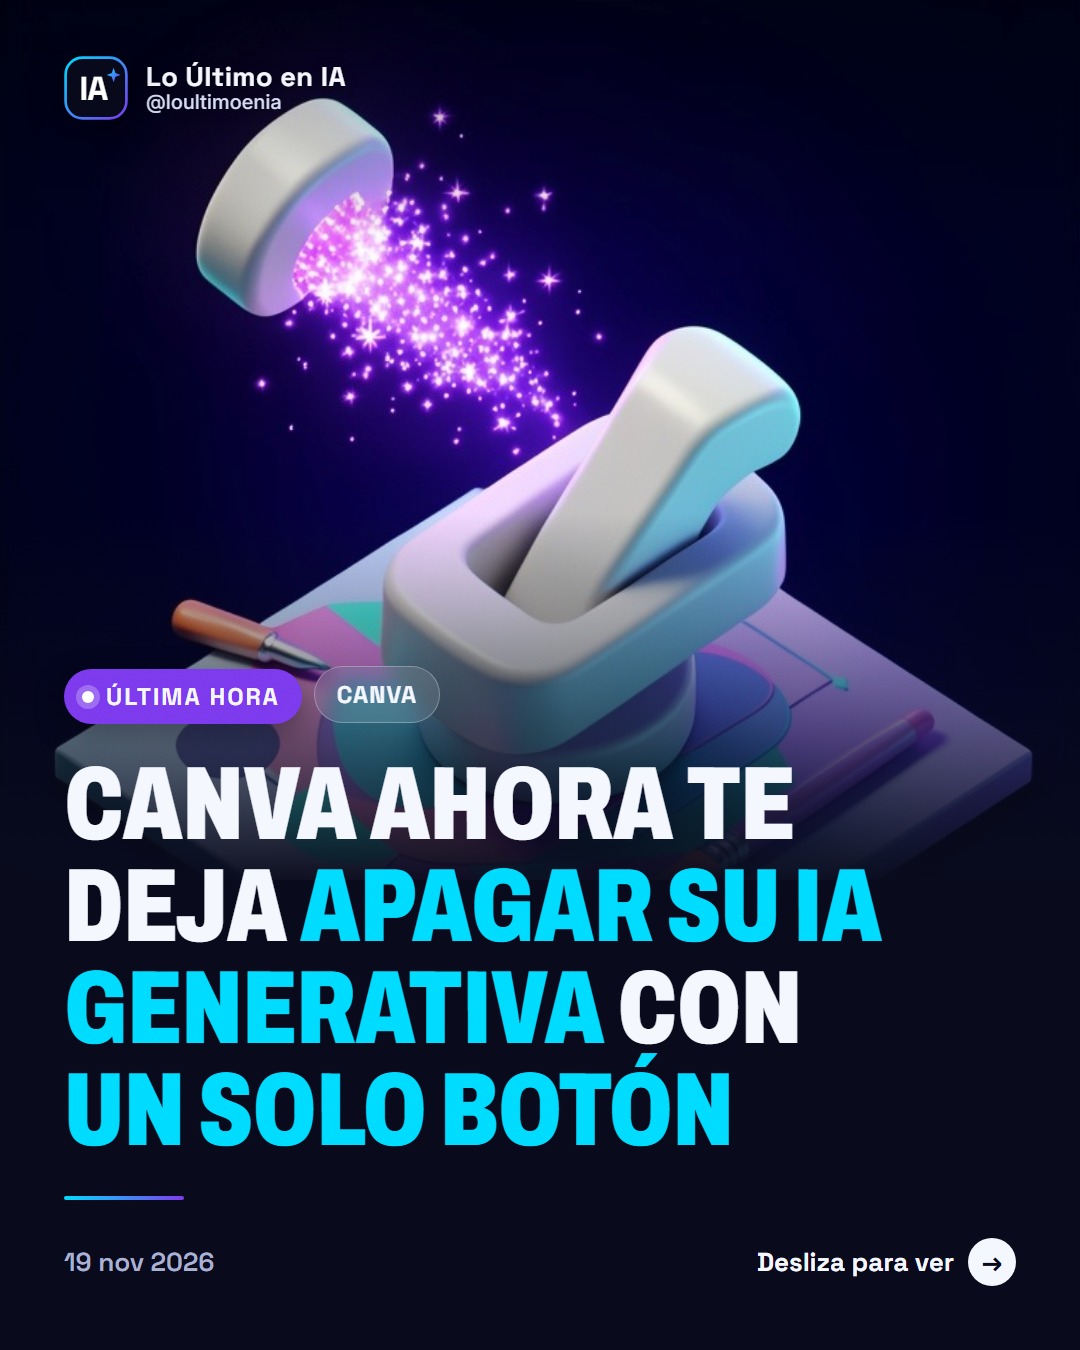 IA
Lo Último en IA
@loultimoenia
ÚLTIMA HORA
CANVA
CANVA AHORA TE
DEJA APAGAR SU IA
GENERATIVA CON
UN SOLO BOTÓN
19 nov 2026
Desliza para ver →